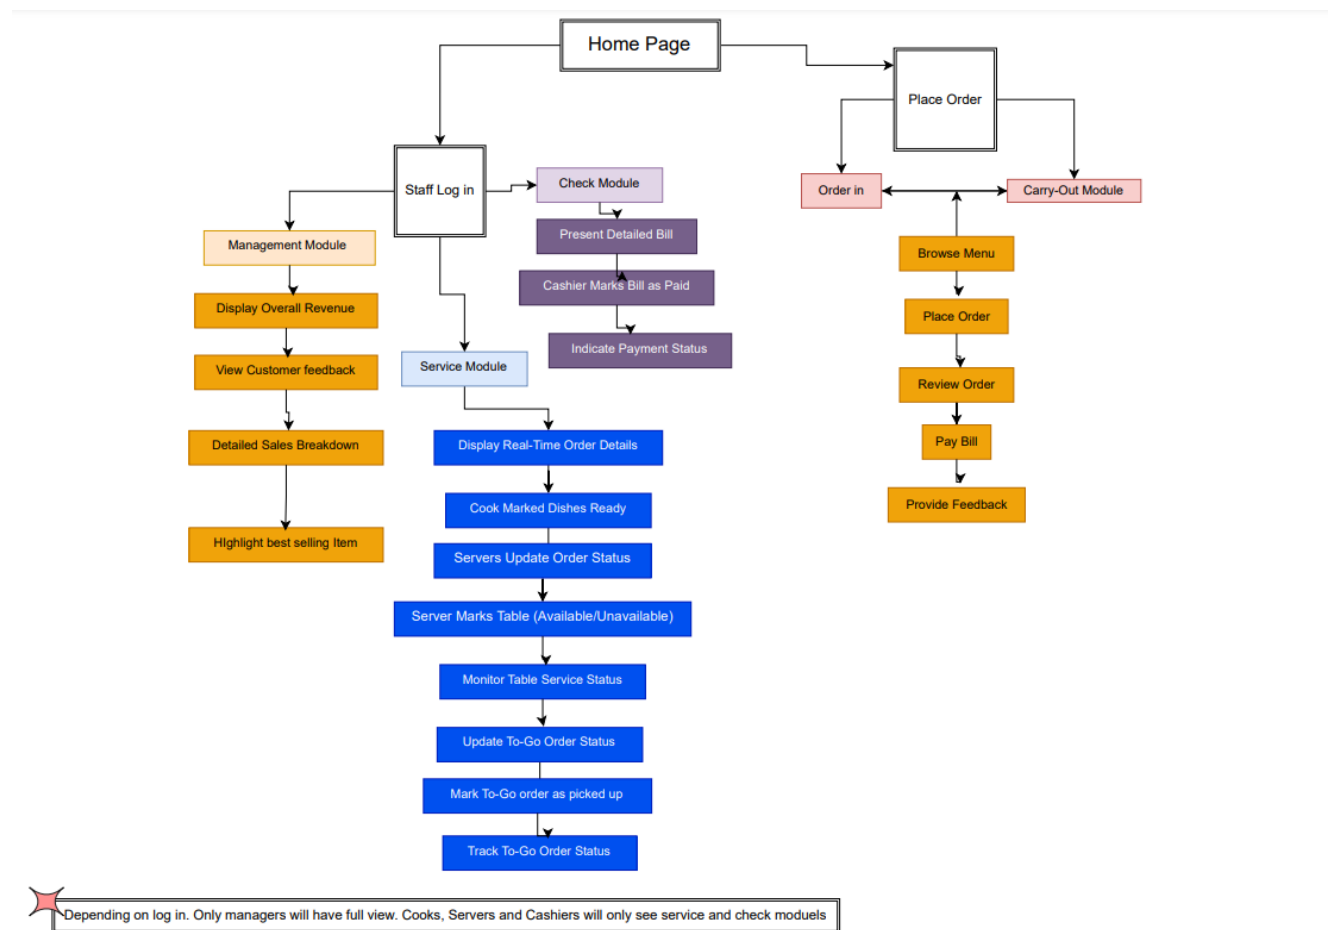 Home Page
Place Order
Staff Log in
Check Module
Order in
Carry-Out Module
Management Module
Present Detailed Bill
Browse Menu
Cashier Marks Bill as Paid
Display Overall Revenue
Place Order
Indicate Payment Status
Service Module
View Customer feedback
Review Order
Detailed Sales Breakdown
Display Real-Time Order Details
Pay Bill
Cook Marked Dishes Ready
Provide Feedback
HIghlight best selling Item
Servers Update Order Status
Server Marks Table (Available/Unavailable)
Monitor Table Service Status
Update To-Go Order Status
Mark To-Go order as picked up
Track To-Go Order Status
Depending on log in. Only managers will have full view. Cooks, Servers and Cashiers will only see service and check moduels